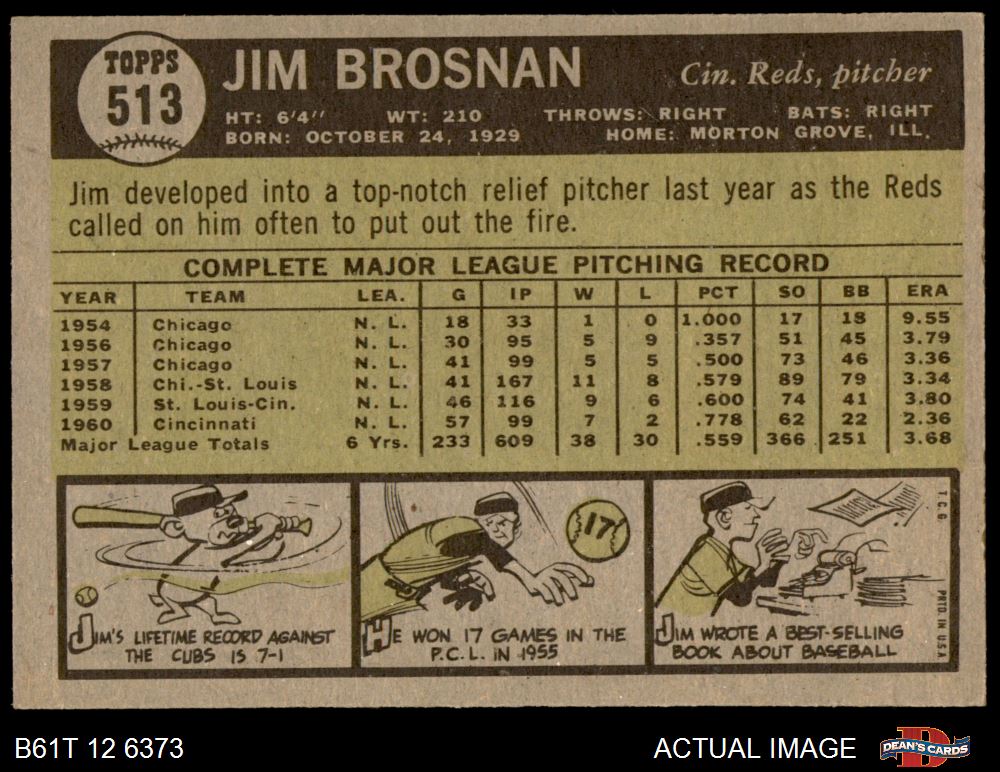 TOPPS
513
JIM BROSNAN
Cin. Reds, pitcher
HT: 6'4" WT: 210 THROWS: RIGHT BATS: RIGHT
BORN: OCTOBER 24, 1929 HOME: MORTON GROVE, ILL.
Jim developed into a top-notch relief pitcher last year as the Reds
called on him often to put out the fire.
COMPLETE MAJOR LEAGUE PITCHING RECORD
YEAR TEAM LEA. G IP W L PCT SO BB ERA
1954 Chicago N. L. 18 33 1 0 1.000 17 18 9.55
1956 Chicago N. L. 30 95 5 9 .357 51 45 3.79
1957 Chicago N. L. 41 99 5 5 .500 73 46 3.36
1958 Chi.-St. Louis N. L. 41 167 11 8 .579 89 79 3.34
1959 St. Louis-Cin. N. L. 46 116 9 6 .600 74 41 3.80
1960 Cincinnati N. L. 57 99 7 2 .778 62 22 2.36
Major League Totals 6 Yrs. 233 609 38 30 .559 366 251 3.68
JIM'S LIFETIME RECORD AGAINST
THE CUBS IS 7-1
17
HE WON 17 GAMES IN THE
P.C.L. IN 1955
JIM WROTE A BEST-SELLING
BOOK ABOUT BASEBALL
T.C.G
PRTD IN U.S.A.
B61T 12 6373
ACTUAL IMAGE
D
DEAN'S CARDS